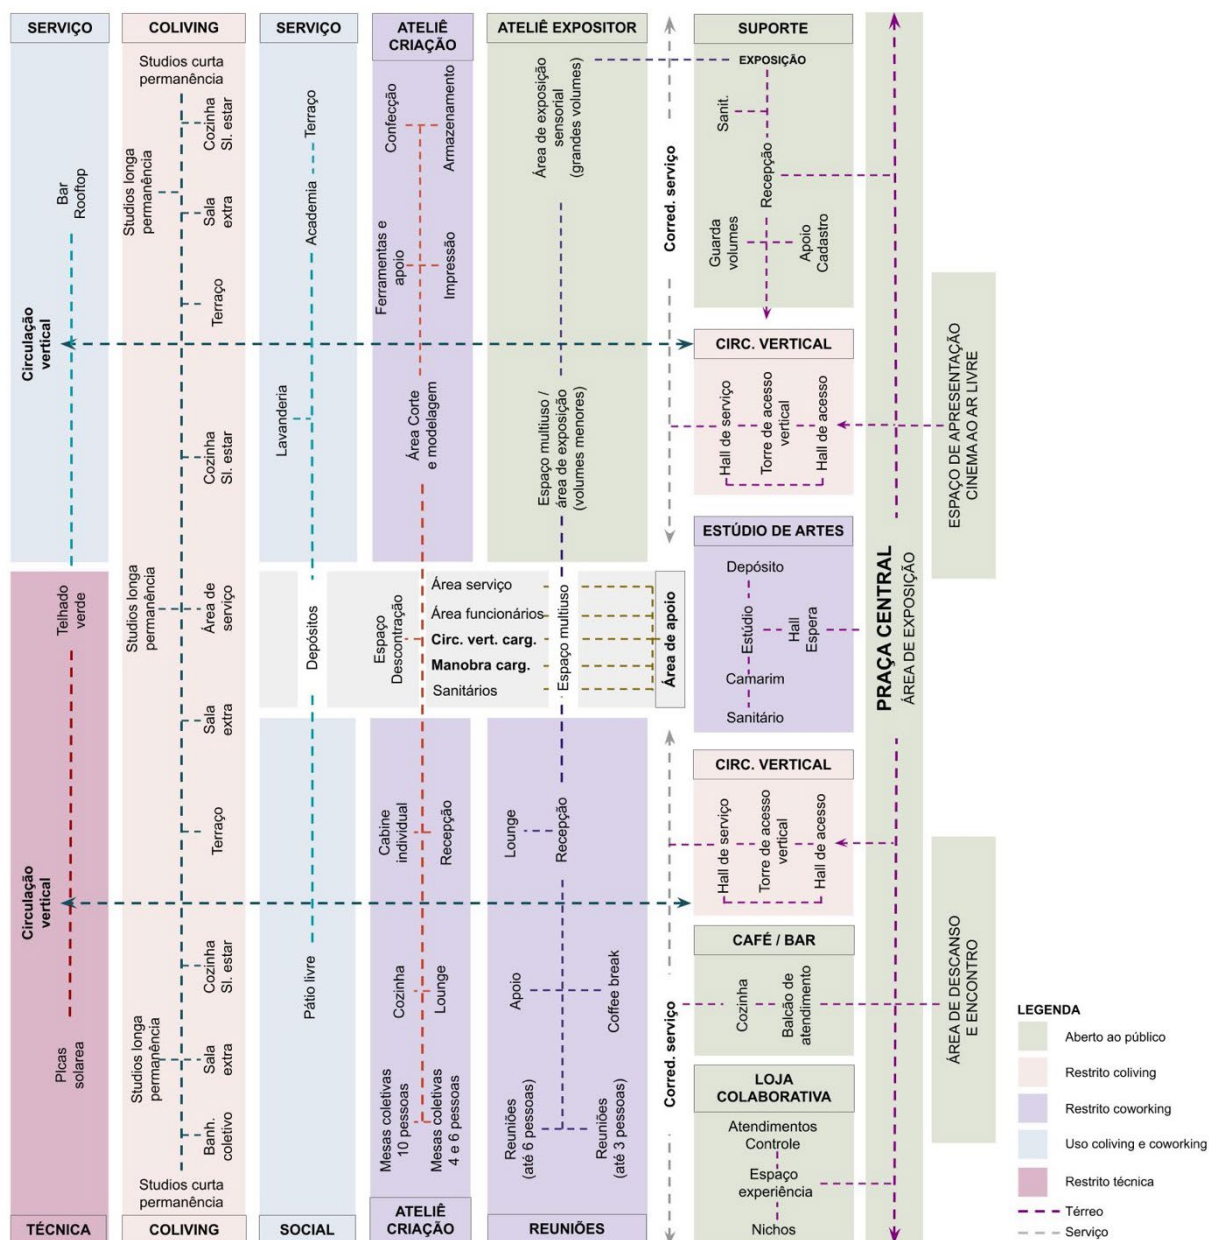 SERVIÇO
Bar
Rooftop
Circulação
vertical
Telhado
verde
Circulação
vertical
Plcas
solarea
TÉCNICA
COLIVING
Studios curta
permanência
Cozinha
Sl. estar
Studios longa
permanência
Sala
extra
Terraço
Cozinha
Sl. estar
Studios longa
permanência
Área de
serviço
Sala
extra
Terraço
Cozinha
Sl. estar
Studios longa
permanência
Sala
extra
Banh.
coletivo
Studios curta
permanência
COLIVING
SERVIÇO
Terraço
Academia
Lavanderia
Depósitos
Pátio livre
SOCIAL
ATELIÊ
CRIAÇÃO
Confecção
Armazenamento
Ferramentas e
apoio
Impressão
Área Corte
e modelagem
Espaço
Descontração
Cabine
individual
Recepção
Cozinha
Lounge
Mesas coletivas
10 pessoas
Mesas coletivas
4 e 6 pessoas
ATELIÊ
CRIAÇÃO
ATELIÊ EXPOSITOR
Área de exposição
sensorial
(grandes volumes)
Espaço multiuso /
área de exposição
(volumes menores)
Área serviço
Área funcionários
Circ. vert. carg.
Manobra carg.
Sanitários
Espaço multiuso
Área de apoio
Lounge
Recepção
Apoio
Coffee break
Reuniões
(até 6 pessoas)
Reuniões
(até 3 pessoas)
REUNIÕES
Corred. serviço
Corred. serviço
SUPORTE
EXPOSIÇÃO
Sanit.
Recepção
Guarda
volumes
Apoio
Cadastro
CIRC. VERTICAL
Hall de serviço
Torre de acesso
vertical
Hall de acesso
ESTÚDIO DE ARTES
Depósito
Estúdio
Hall
Espera
Camarim
Sanitário
CIRC. VERTICAL
Hall de serviço
Torre de acesso
vertical
Hall de acesso
CAFÉ / BAR
Cozinha
Balcão de
atendimento
LOJA
COLABORATIVA
Atendimentos
Controle
Espaço
experiência
Nichos
PRAÇA CENTRAL
ÁREA DE EXPOSIÇÃO
ESPAÇO DE APRESENTAÇÃO
CINEMA AO AR LIVRE
ÁREA DE DESCANSO
E ENCONTRO
LEGENDA
Aberto ao público
Restrito coliving
Restrito coworking
Uso coliving e coworking
Restrito técnica
Térreo
Serviço